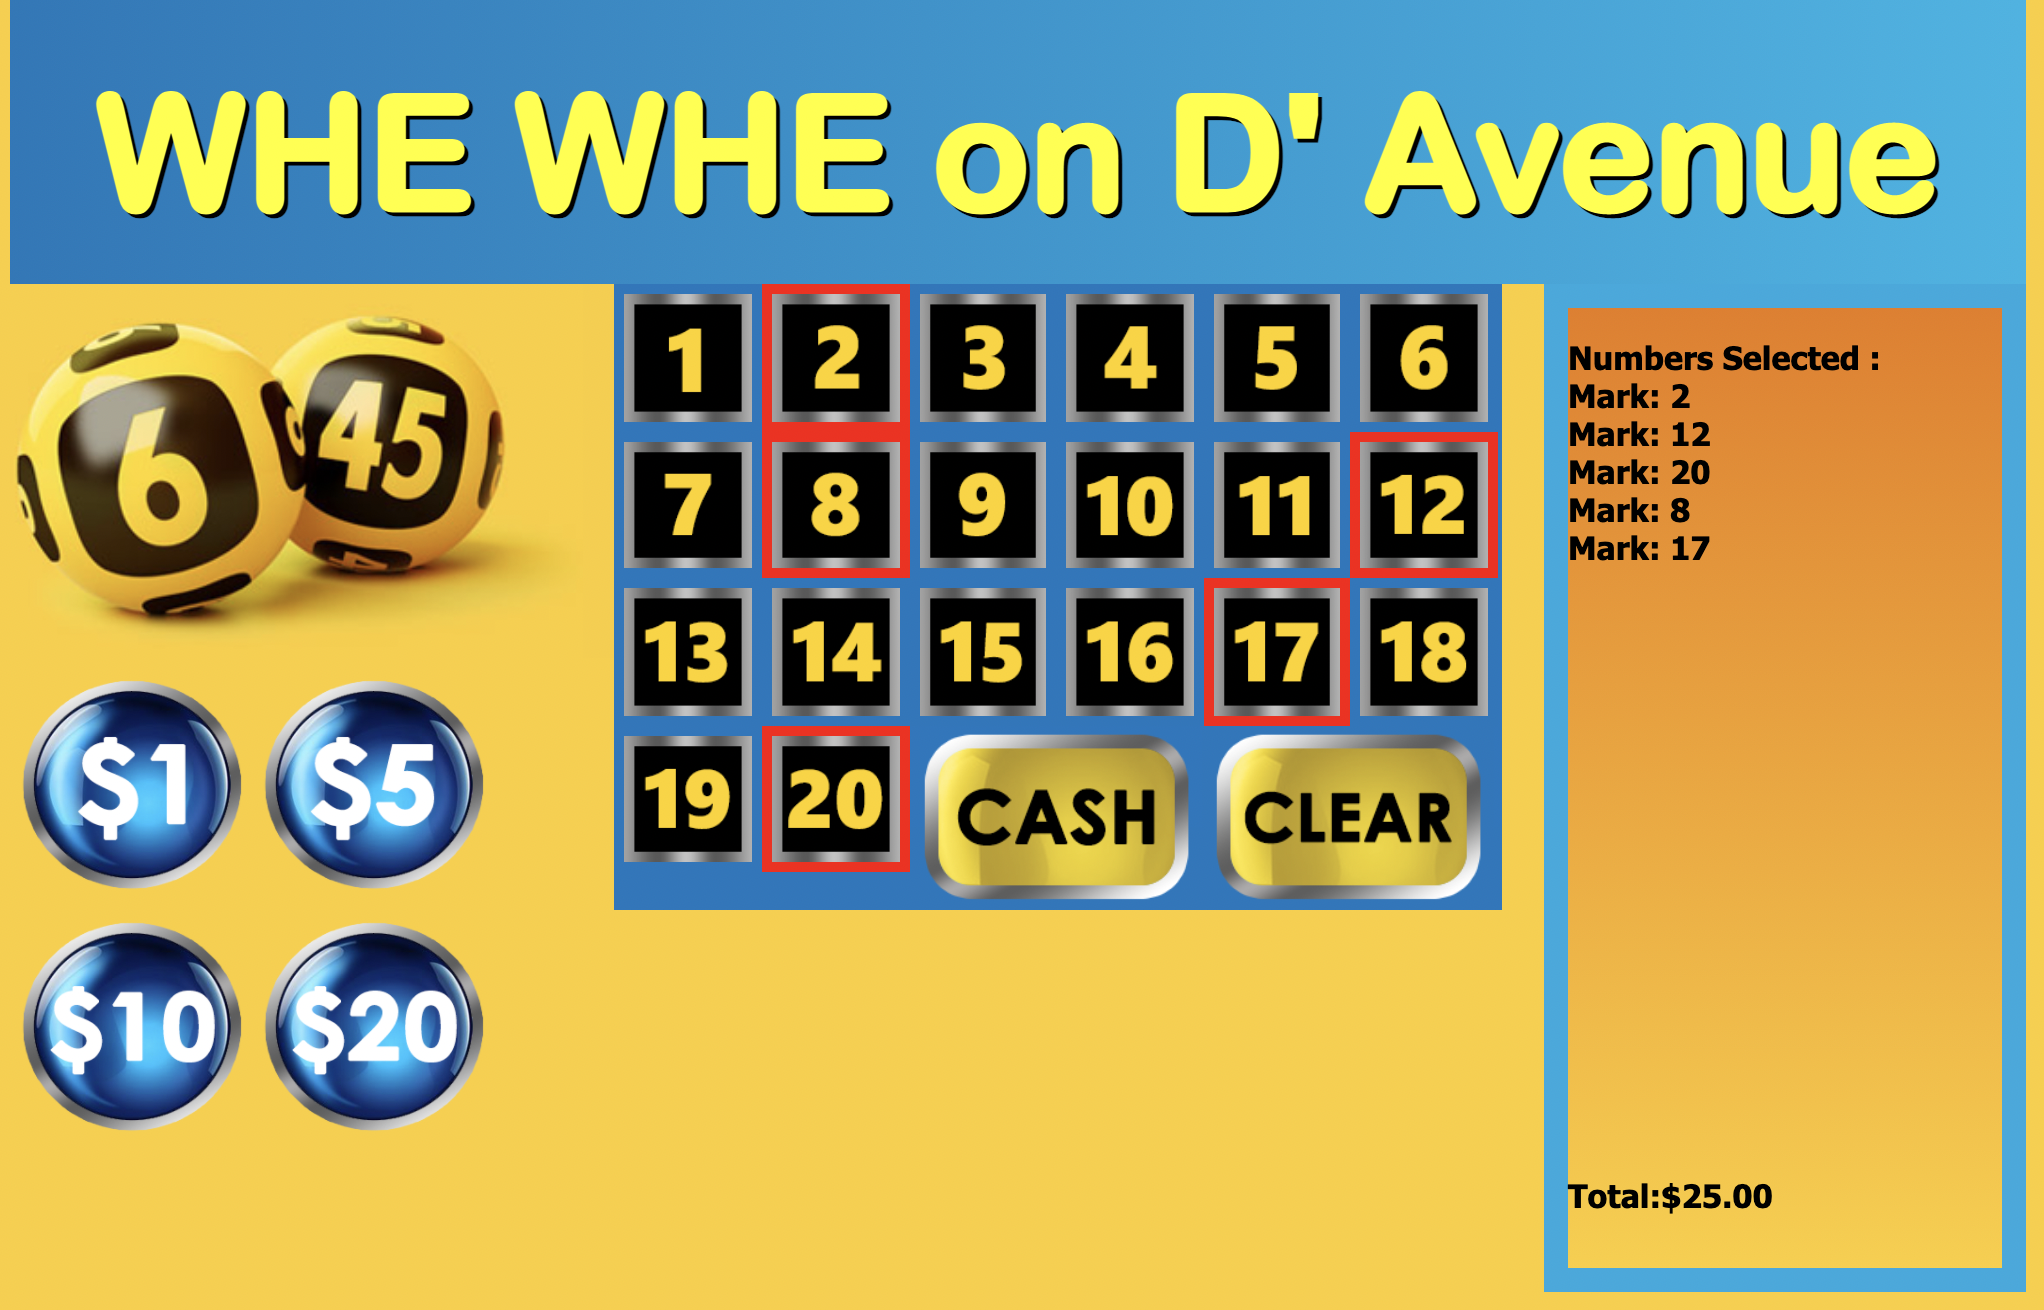 WHE WHE on D' Avenue
6 45
1 2 3 4 5 6
7 8 9 10 11 12
13 14 15 16 17 18
19 20 CASH CLEAR
$1 $5
$10 $20
Numbers Selected :
Mark: 2
Mark: 12
Mark: 20
Mark: 8
Mark: 17
Total:$25.00